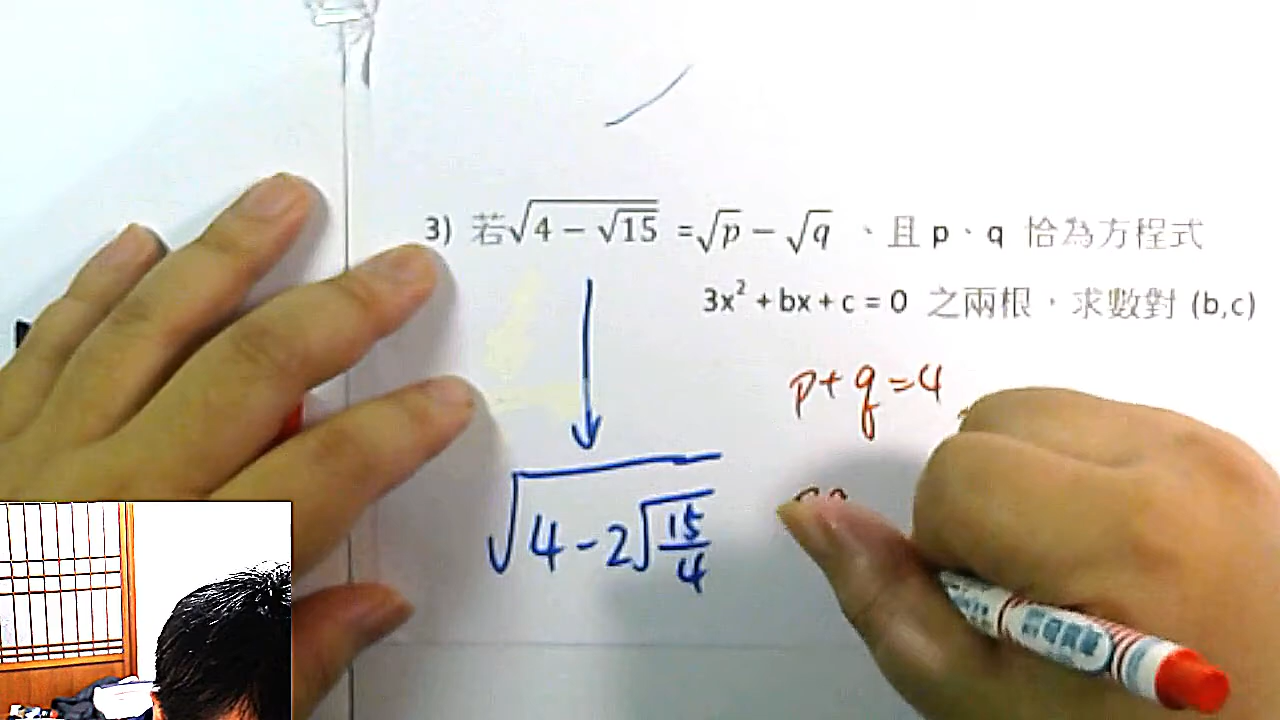 3) 若√(4 − √15) = √p − √q 、且 p、q 恰為方程式
3x² + bx + c = 0 之兩根，求數對 (b,c)
p+q=4
√(4-2√(15/4))